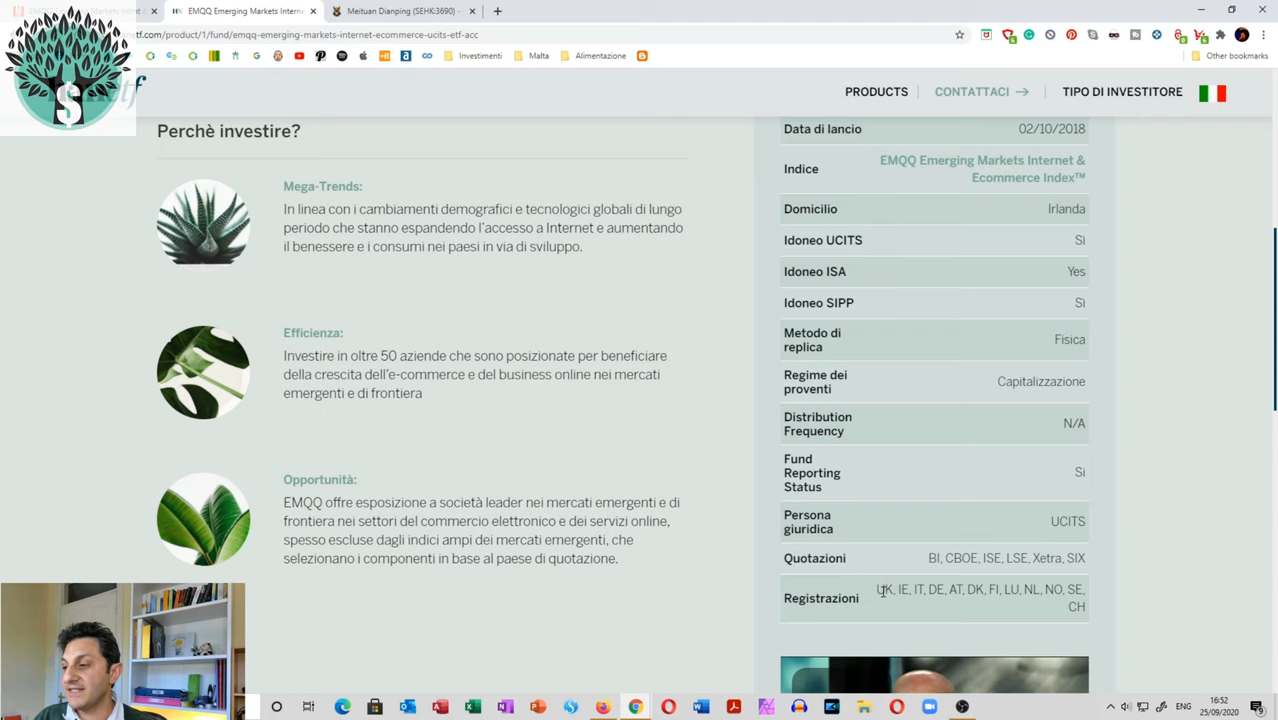 EMQQ Emerging Markets Interne
Meituan Dianping (SEHK:3690) -
netf.com/product/1/fund/emqq-emerging-markets-internet-ecommerce-ucits-etf-acc
Investimenti
Malta
Alimentazione
Other bookmarks
PRODUCTS
CONTATTACI
TIPO DI INVESTITORE
$
Perchè investire?
Mega-Trends:
In linea con i cambiamenti demografici e tecnologici globali di lungo
periodo che stanno espandendo l'accesso a Internet e aumentando
il benessere e i consumi nei paesi in via di sviluppo.
Efficienza:
Investire in oltre 50 aziende che sono posizionate per beneficiare
della crescita dell'e-commerce e del business online nei mercati
emergenti e di frontiera
Opportunità:
EMQQ offre esposizione a società leader nei mercati emergenti e di
frontiera nei settori del commercio elettronico e dei servizi online,
spesso escluse dagli indici ampi dei mercati emergenti, che
selezionano i componenti in base al paese di quotazione.
Data di lancio 02/10/2018
Indice EMQQ Emerging Markets Internet &
Ecommerce Index™
Domicilio Irlanda
Idoneo UCITS Sì
Idoneo ISA Yes
Idoneo SIPP Sì
Metodo di
replica Fisica
Regime dei
proventi Capitalizzazione
Distribution
Frequency N/A
Fund
Reporting
Status Si
Persona
giuridica UCITS
Quotazioni BI, CBOE, ISE, LSE, Xetra, SIX
Registrazioni UK, IE, IT, DE, AT, DK, FI, LU, NL, NO, SE,
CH
ENG
16:52
25/09/2020